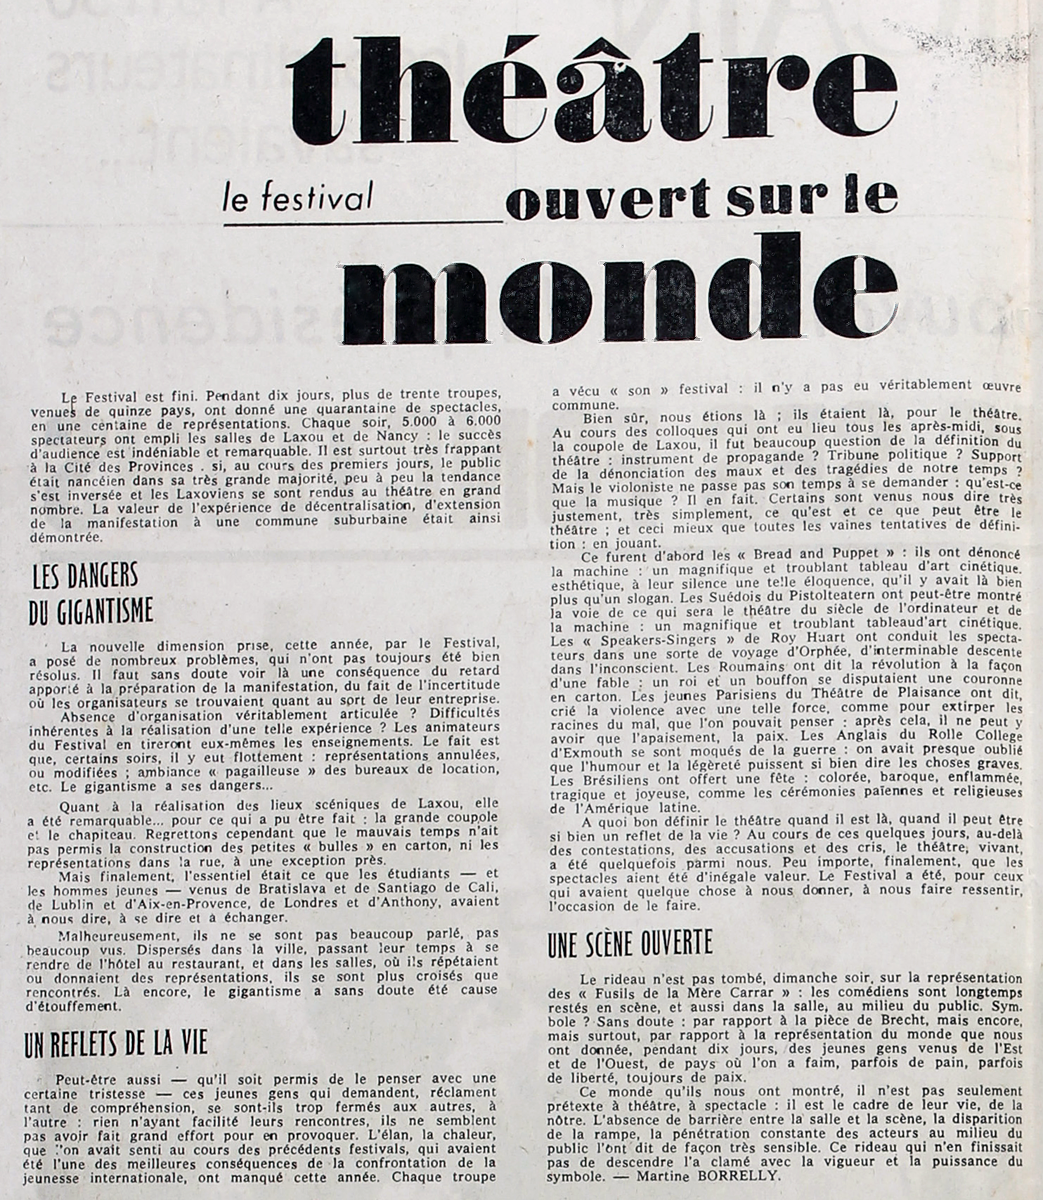 théâtre
le festival ouvert sur le
monde
Le Festival est fini. Pendant dix jours, plus de trente troupes,
venues de quinze pays, ont donné une quarantaine de spectacles,
en une centaine de représentations. Chaque soir, 5.000 à 6.000
spectateurs ont empli les salles de Laxou et de Nancy : le succès
d'audience est indéniable et remarquable. Il est surtout très frappant
à la Cité des Provinces . si, au cours des premiers jours, le public
était nancéien dans sa très grande majorité, peu à peu la tendance
s'est inversée et les Laxoviens se sont rendus au théâtre en grand
nombre. La valeur de l'expérience de décentralisation, d'extension
de la manifestation à une commune suburbaine était ainsi
démontrée.
LES DANGERS
DU GIGANTISME
La nouvelle dimension prise, cette année, par le Festival,
a posé de nombreux problèmes, qui n'ont pas toujours été bien
résolus. Il faut sans doute voir là une conséquence du retard
apporté à la préparation de la manifestation, du fait de l'incertitude
où les organisateurs se trouvaient quant au sort de leur entreprise.
Absence d'organisation véritablement articulée ? Difficultés
inhérentes à la réalisation d'une telle expérience ? Les animateurs
du Festival en tireront eux-mêmes les enseignements. Le fait est
que, certains soirs, il y eut flottement : représentations annulées,
ou modifiées ; ambiance « pagailleuse » des bureaux de location,
etc. Le gigantisme a ses dangers...
Quant à la réalisation des lieux scéniques de Laxou, elle
a été remarquable... pour ce qui a pu être fait : la grande coupole
et le chapiteau. Regrettons cependant que le mauvais temps n'ait
pas permis la construction des petites « bulles » en carton, ni les
représentations dans la rue, à une exception près.
Mais finalement, l'essentiel était ce que les étudiants — et
les hommes jeunes — venus de Bratislava et de Santiago de Cali,
de Lublin et d'Aix-en-Provence, de Londres et d'Anthony, avaient
à nous dire, à se dire et à échanger.
Malheureusement, ils ne se sont pas beaucoup parlé, pas
beaucoup vus. Dispersés dans la ville, passant leur temps à se
rendre de l'hôtel au restaurant, et dans les salles, où ils répétaient
ou donnaient des représentations, ils se sont plus croisés que
rencontrés. Là encore, le gigantisme a sans doute été cause
d'étouffement.
UN REFLETS DE LA VIE
Peut-être aussi — qu'il soit permis de le penser avec une
certaine tristesse — ces jeunes gens qui demandent, réclament
tant de compréhension, se sont-ils trop fermés aux autres, à
l'autre : rien n'ayant facilité leurs rencontres, ils ne semblent
pas avoir fait grand effort pour en provoquer. L'élan, la chaleur,
que l'on avait senti au cours des précédents festivals, qui avaient
été l'une des meilleures conséquences de la confrontation de la
jeunesse internationale, ont manqué cette année. Chaque troupe
a vécu « son » festival : il n'y a pas eu véritablement œuvre
commune.
Bien sûr, nous étions là ; ils étaient là, pour le théâtre.
Au cours des colloques qui ont eu lieu tous les après-midi, sous
la coupole de Laxou, il fut beaucoup question de la définition du
théâtre : instrument de propagande ? Tribune politique ? Support
de la dénonciation des maux et des tragédies de notre temps ?
Mais le violoniste ne passe pas son temps à se demander : qu'est-ce
que la musique ? Il en fait. Certains sont venus nous dire très
justement, très simplement, ce qu'est et ce que peut être le
théâtre ; et ceci mieux que toutes les vaines tentatives de défini-
tion : en jouant.
Ce furent d'abord les « Bread and Puppet » : ils ont dénoncé
la machine : un magnifique et troublant tableau d'art cinétique.
esthétique, à leur silence une telle éloquence, qu'il y avait là bien
plus qu'un slogan. Les Suédois du Pistolteatern ont peut-être montré
la voie de ce qui sera le théâtre du siècle de l'ordinateur et de
la machine : un magnifique et troublant tableaud'art cinétique.
Les « Speakers-Singers » de Roy Huart ont conduit les specta-
teurs dans une sorte de voyage d'Orphée, d'interminable descente
dans l'inconscient. Les Roumains ont dit la révolution à la façon
d'une fable : un roi et un bouffon se disputaient une couronne
en carton. Les jeunes Parisiens du Théâtre de Plaisance ont dit,
crié la violence avec une telle force, comme pour extirper les
racines du mal, que l'on pouvait penser : après cela, il ne peut y
avoir que l'apaisement, la paix. Les Anglais du Rolle College
d'Exmouth se sont moqués de la guerre : on avait presque oublié
que l'humour et la légèreté puissent si bien dire les choses graves.
Les Brésiliens ont offert une fête : colorée, baroque, enflammée,
tragique et joyeuse, comme les cérémonies païennes et religieuses
de l'Amérique latine.
A quoi bon définir le théâtre quand il est là, quand il peut être
si bien un reflet de la vie ? Au cours de ces quelques jours, au-delà
des contestations, des accusations et des cris, le théâtre, vivant,
a été quelquefois parmi nous. Peu importe, finalement, que les
spectacles aient été d'inégale valeur. Le Festival a été, pour ceux
qui avaient quelque chose à nous donner, à nous faire ressentir,
l'occasion de le faire.
UNE SCÈNE OUVERTE
Le rideau n'est pas tombé, dimanche soir, sur la représentation
des « Fusils de la Mère Carrar » : les comédiens sont longtemps
restés en scène, et aussi dans la salle, au milieu du public. Sym.
bole ? Sans doute : par rapport à la pièce de Brecht, mais encore,
mais surtout, par rapport à la représentation du monde que nous
ont donnée, pendant dix jours, des jeunes gens venus de l'Est
et de l'Ouest, de pays où l'on a faim, parfois de pain, parfois
de liberté, toujours de paix.
Ce monde qu'ils nous ont montré, il n'est pas seulement
prétexte à théâtre, à spectacle : il est le cadre de leur vie, de la
nôtre. L'absence de barrière entre la salle et la scène, la disparition
de la rampe, la pénétration constante des acteurs au milieu du
public l'ont dit de façon très sensible. Ce rideau qui n'en finissait
pas de descendre l'a clamé avec la vigueur et la puissance du
symbole. — Martine BORRELLY.